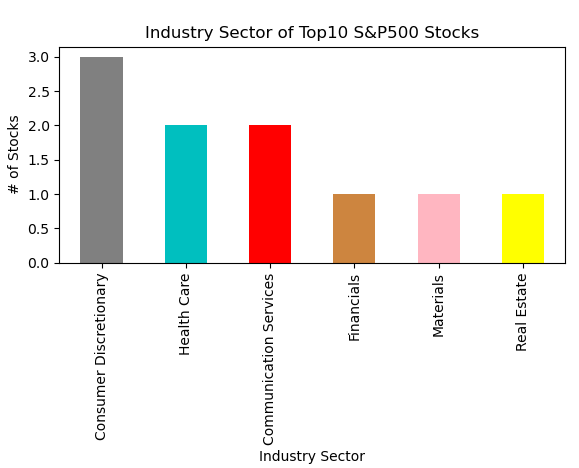 Industry Sector of Top10 S&P500 Stocks
# of Stocks
3.0
2.5
2.0
1.5
1.0
0.5
0.0
Consumer Discretionary
Health Care
Communication Services
Financials
Materials
Real Estate
Industry Sector